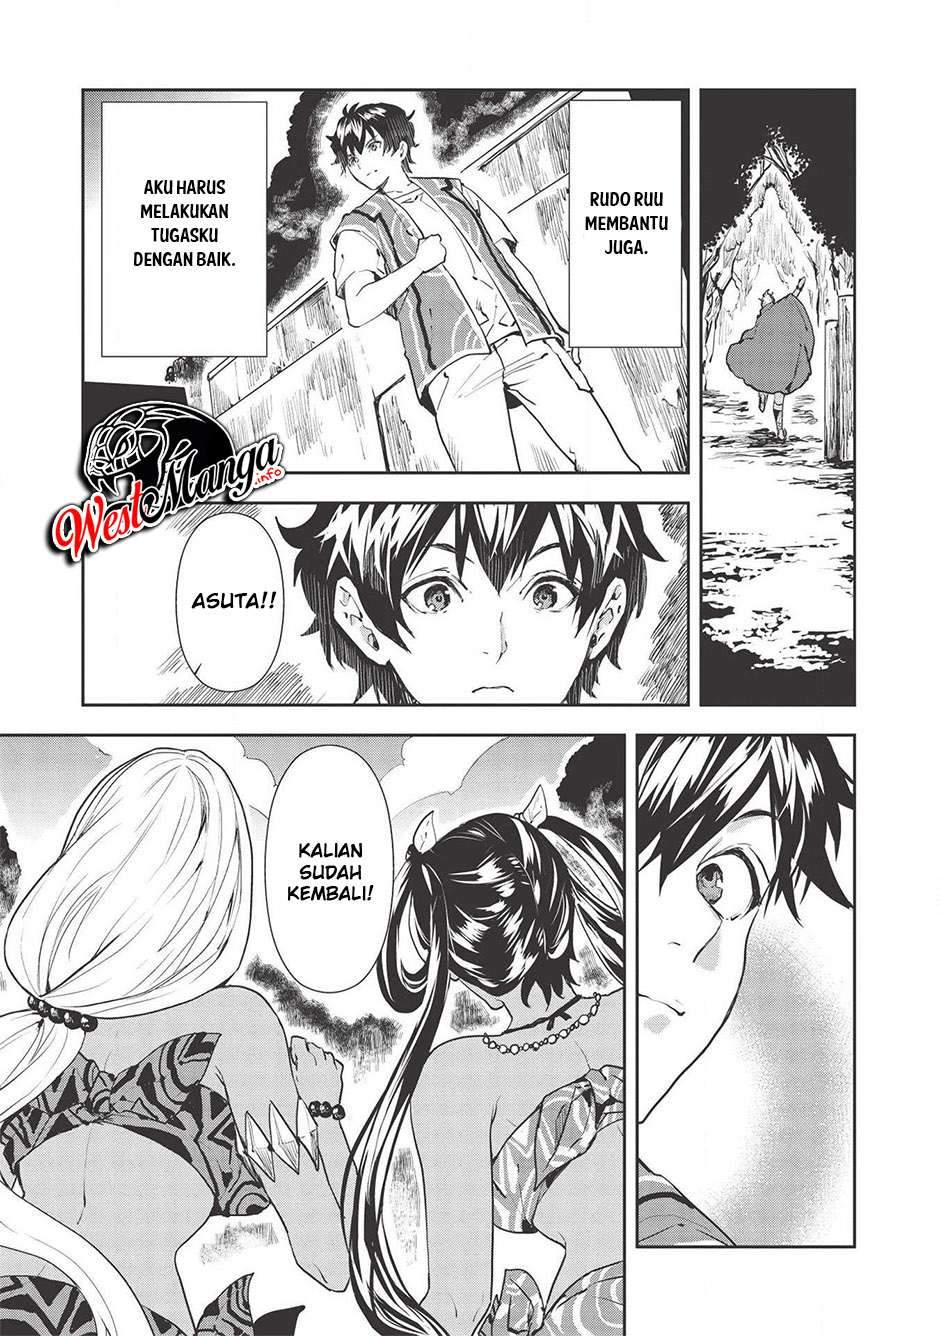 RUDO RUU
MEMBANTU
JUGA.
AKU HARUS
MELAKUKAN
TUGASKU
DENGAN BAIK.
WestManga
.info
ASUTA!!
KALIAN
SUDAH
KEMBALI!